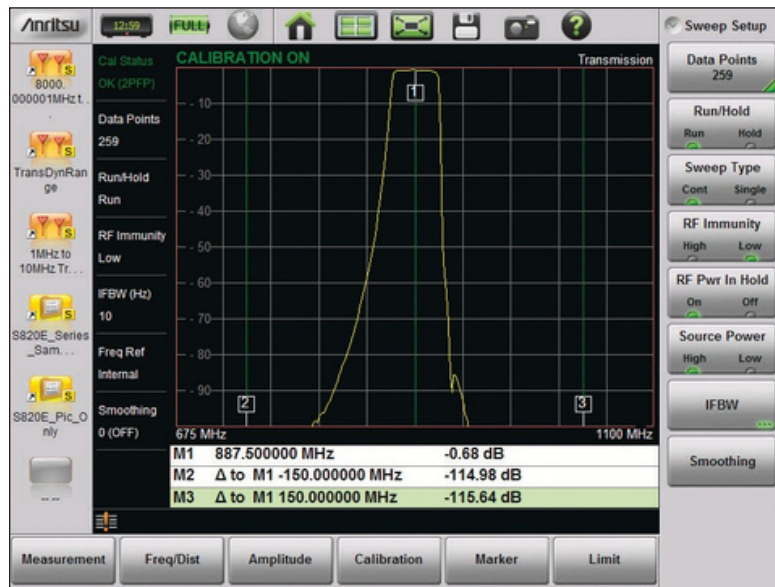 Anritsu
12:59
FULL
?
Sweep Setup
8000.
000001MHz t. .
.
TransDynRan
ge
1MHz to
10MHz Tr. . .
S820E_Series
_Sam. . .
S820E_Pic_O
nly
-- --
Cal Status
OK (2PFP)
Data Points
259
Run/Hold
Run
RF Immunity
Low
IFBW (Hz)
10
Freq Ref
Internal
Smoothing
0 (OFF)
CALIBRATION ON
Transmission
- 10
- 20
- 30
- 40
- 50
- 60
- 70
- 80
- 90
1
2
3
675 MHz
1100 MHz
M1 887.500000 MHz -0.68 dB
M2 Δ to M1 -150.000000 MHz -114.98 dB
M3 Δ to M1 150.000000 MHz -115.64 dB
Data Points
259
Run/Hold
Run Hold
Sweep Type
Cont Single
RF Immunity
High Low
RF Pwr In Hold
On Off
Source Power
High Low
IFBW
Smoothing
Measurement
Freq/Dist
Amplitude
Calibration
Marker
Limit